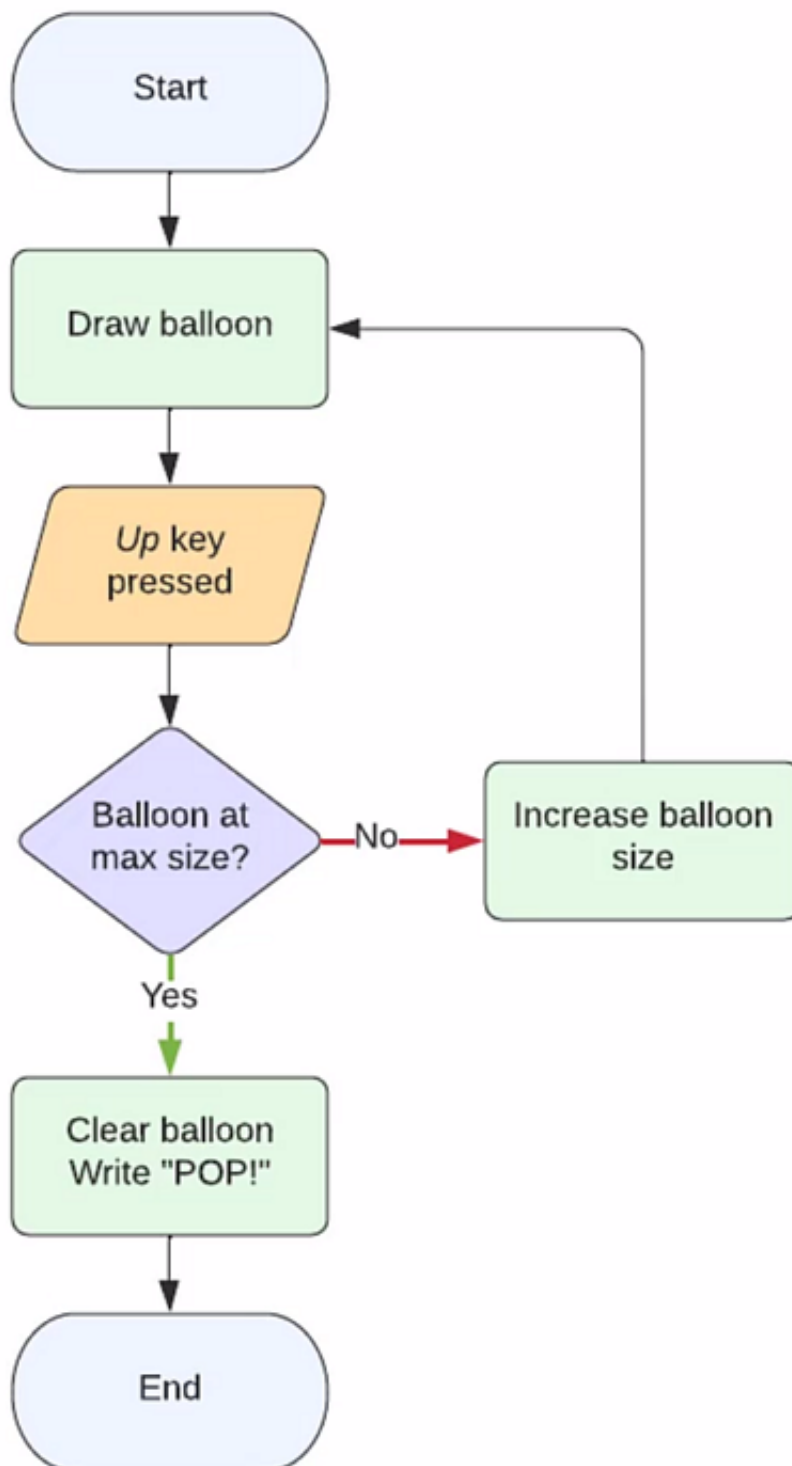 Start
Draw balloon
Up key
pressed
Balloon at
max size?
No
Increase balloon
size
Yes
Clear balloon
Write "POP!"
End